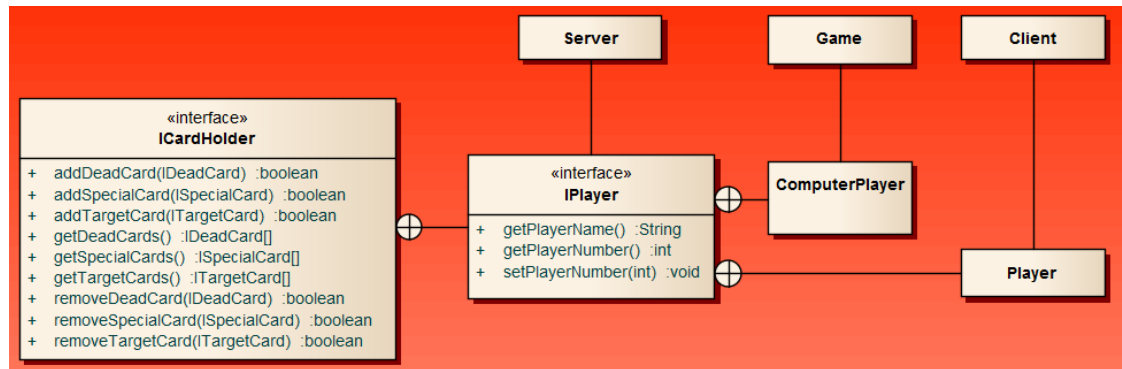 Server
Game
Client
«interface»
ICardHolder
+ addDeadCard(IDeadCard) :boolean
+ addSpecialCard(ISpecialCard) :boolean
+ addTargetCard(ITargetCard) :boolean
+ getDeadCards() :IDeadCard[]
+ getSpecialCards() :ISpecialCard[]
+ getTargetCards() :ITargetCard[]
+ removeDeadCard(IDeadCard) :boolean
+ removeSpecialCard(ISpecialCard) :boolean
+ removeTargetCard(ITargetCard) :boolean
«interface»
IPlayer
+ getPlayerName() :String
+ getPlayerNumber() :int
+ setPlayerNumber(int) :void
ComputerPlayer
Player